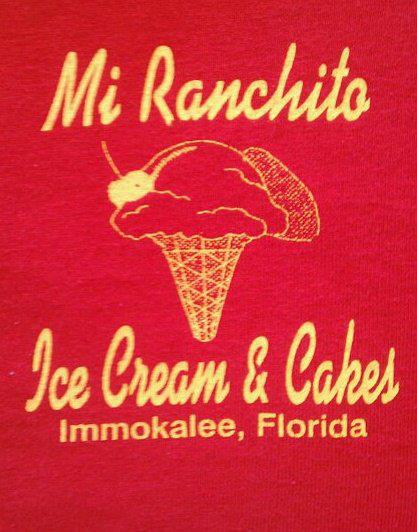 Mi Ranchito
Ice Cream & Cakes
Immokalee, Florida